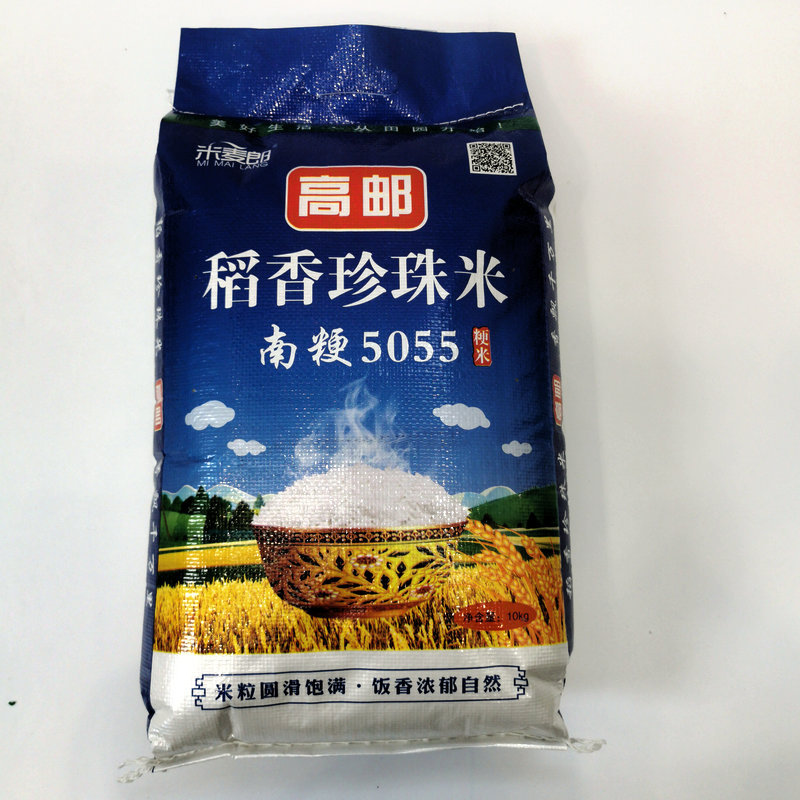 美好生活·从田园开始！
米麦郎
MI MAI LANG
高邮
稻香珍珠米
南粳5055
粳米
净含量：10kg
米粒圆滑饱满·饭香浓郁自然